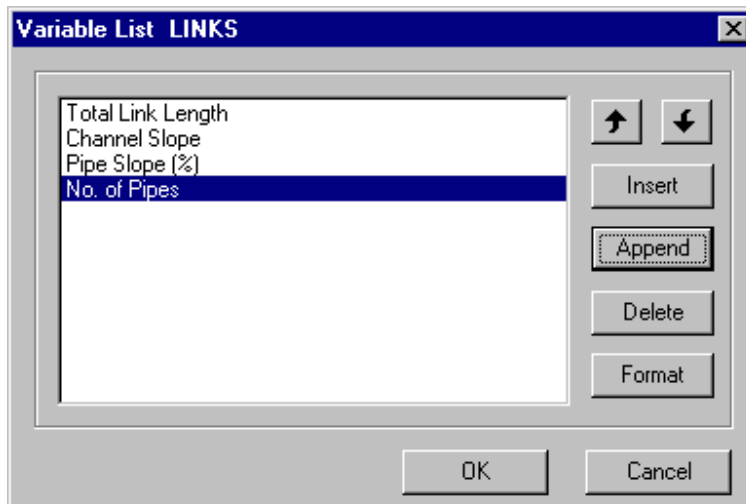 Variable List LINKS
Total Link Length
Channel Slope
Pipe Slope (%)
No. of Pipes
Insert
Append
Delete
Format
OK
Cancel